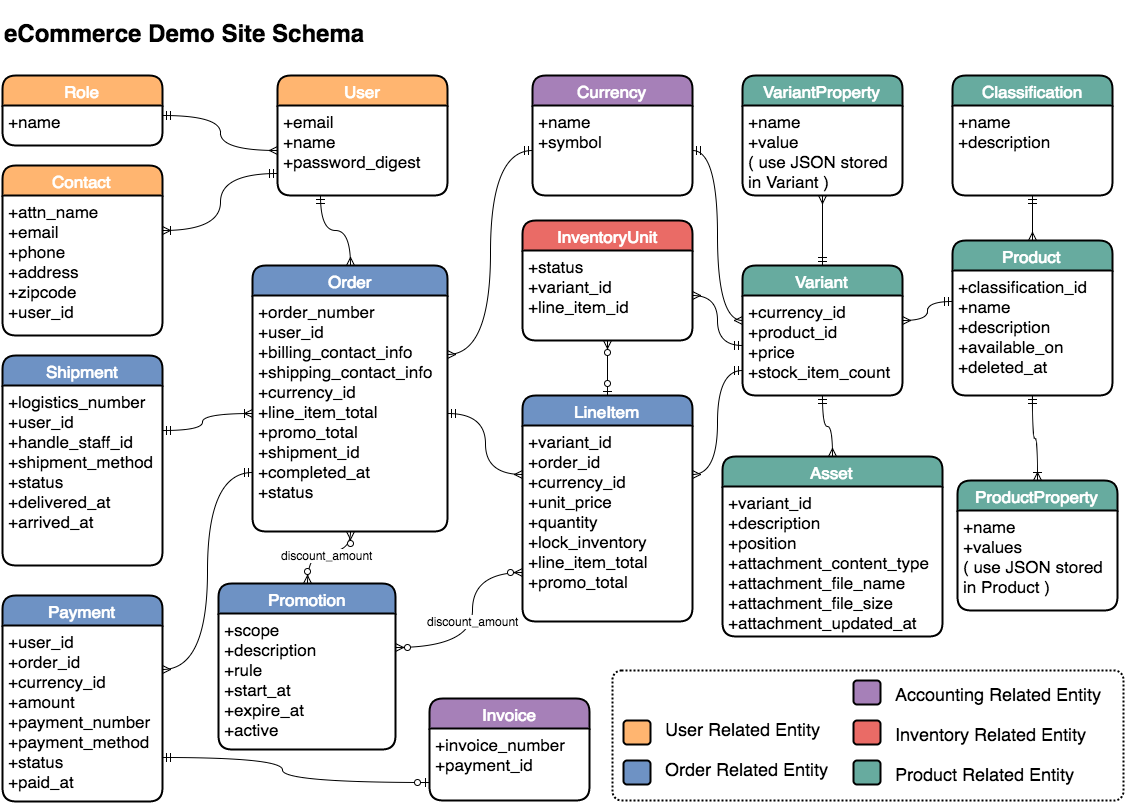 eCommerce Demo Site Schema
Role
+name
User
+email
+name
+password_digest
Currency
+name
+symbol
VariantProperty
+name
+value
( use JSON stored
in Variant )
Classification
+name
+description
Contact
+attn_name
+email
+phone
+address
+zipcode
+user_id
InventoryUnit
+status
+variant_id
+line_item_id
Order
+order_number
+user_id
+billing_contact_info
+shipping_contact_info
+currency_id
+line_item_total
+promo_total
+shipment_id
+completed_at
+status
Variant
+currency_id
+product_id
+price
+stock_item_count
Product
+classification_id
+name
+description
+available_on
+deleted_at
Shipment
+logistics_number
+user_id
+handle_staff_id
+shipment_method
+status
+delivered_at
+arrived_at
LineItem
+variant_id
+order_id
+currency_id
+unit_price
+quantity
+lock_inventory
+line_item_total
+promo_total
Asset
+variant_id
+description
+position
+attachment_content_type
+attachment_file_name
+attachment_file_size
+attachment_updated_at
ProductProperty
+name
+values
( use JSON stored
in Product )
discount_amount
Payment
+user_id
+order_id
+currency_id
+amount
+payment_number
+payment_method
+status
+paid_at
Promotion
+scope
+description
+rule
+start_at
+expire_at
+active
discount_amount
Invoice
+invoice_number
+payment_id
User Related Entity
Order Related Entity
Accounting Related Entity
Inventory Related Entity
Product Related Entity